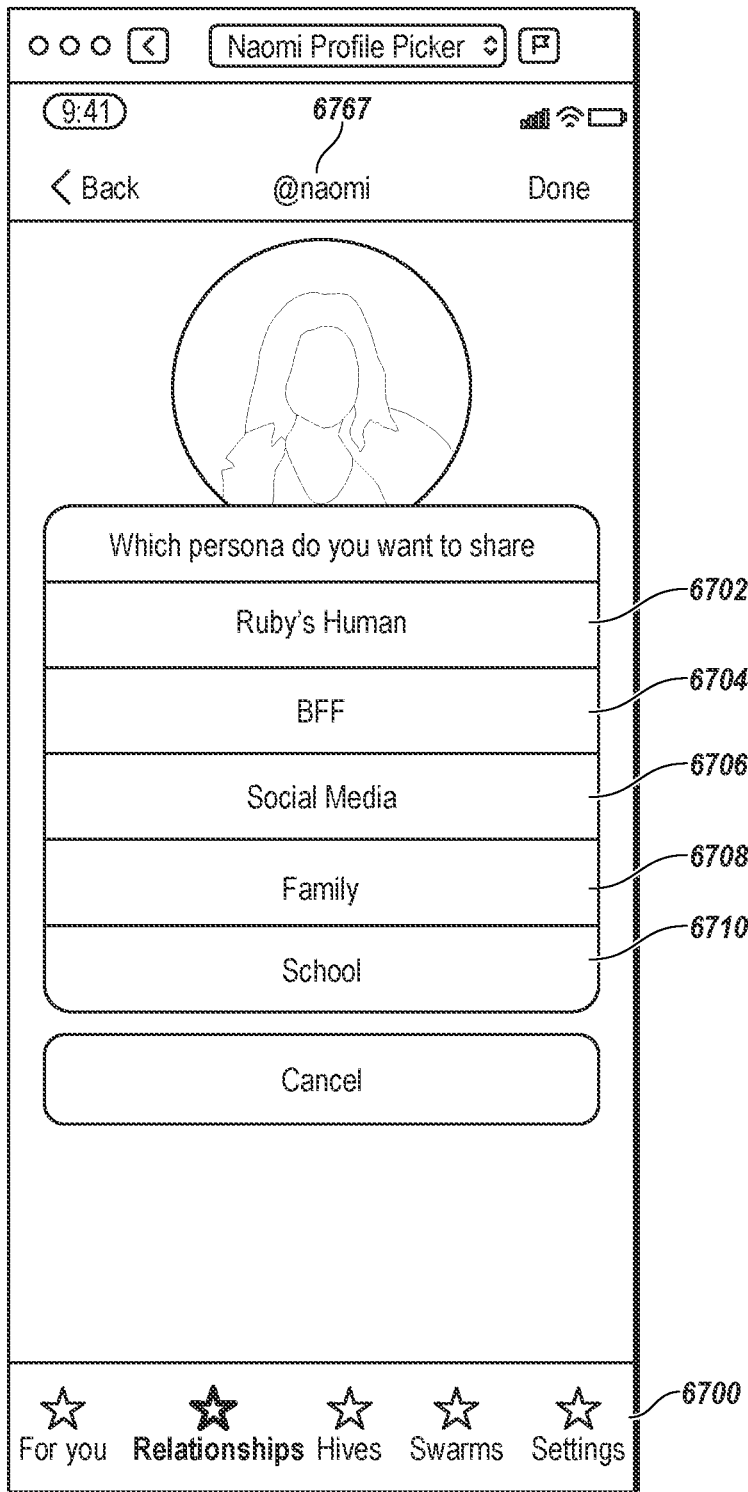 Naomi Profile Picker
9:41
6767
< Back @naomi Done
Which persona do you want to share
Ruby's Human
6702
BFF
6704
Social Media
6706
Family
6708
School
6710
Cancel
6700
For you Relationships Hives Swarms Settings